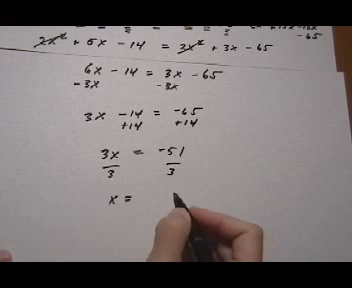 2x² + 6x - 14 = 3x² + 3x - 65
6x - 14 = 3x - 65
-3x -3x
3x - 14 = -65
+14 +14
3x = -51
3 3
x =